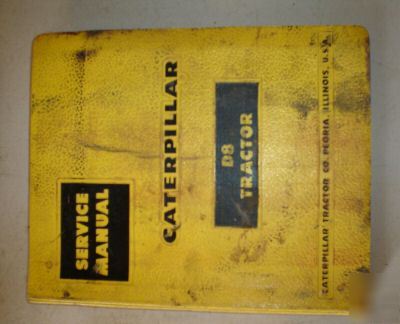 SERVICE
MANUAL
CATERPILLAR
D8
TRACTOR
CATERPILLAR TRACTOR CO. PEORIA, ILLINOIS, U.S.A.